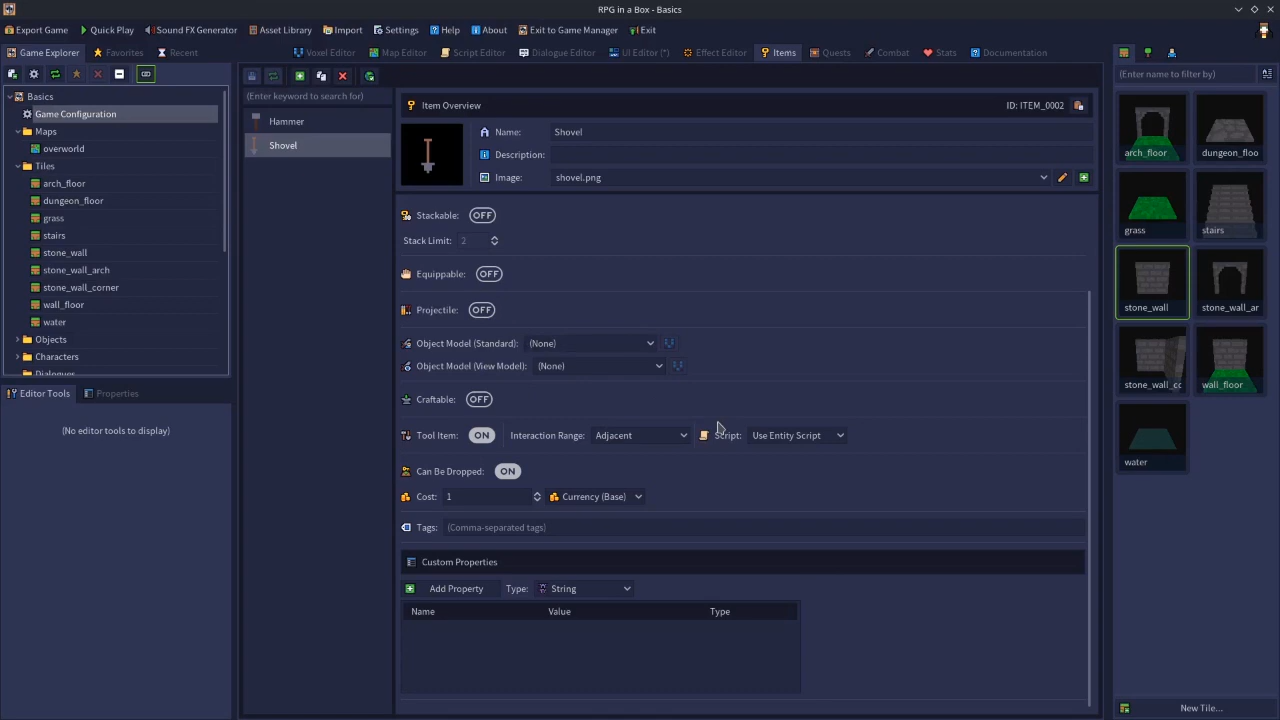 RPG in a Box - Basics
Export Game Quick Play Sound FX Generator Asset Library Import Settings Help About Exit to Game Manager Exit
Game Explorer Favorites Recent Voxel Editor Map Editor Script Editor Dialogue Editor UI Editor (*) Effect Editor Items Quests Combat Stats Documentation
(Enter name to filter by)
Basics
Game Configuration
Maps
overworld
Tiles
arch_floor
dungeon_floor
grass
stairs
stone_wall
stone_wall_arch
stone_wall_corner
wall_floor
water
Objects
Characters
Dialogues
Editor Tools Properties
(No editor tools to display)
(Enter keyword to search for)
Hammer
Shovel
Item Overview ID: ITEM_0002
Name: Shovel
Description:
Image: shovel.png
Stackable: OFF
Stack Limit: 2
Equippable: OFF
Projectile: OFF
Object Model (Standard): (None)
Object Model (View Model): (None)
Craftable: OFF
Tool Item: ON Interaction Range: Adjacent Script: Use Entity Script
Can Be Dropped: ON
Cost: 1 Currency (Base)
Tags: (Comma-separated tags)
Custom Properties
Add Property Type: String
Name Value Type
arch_floor dungeon_floo
grass stairs
stone_wall stone_wall_ar
stone_wall_cc wall_floor
water
New Tile...